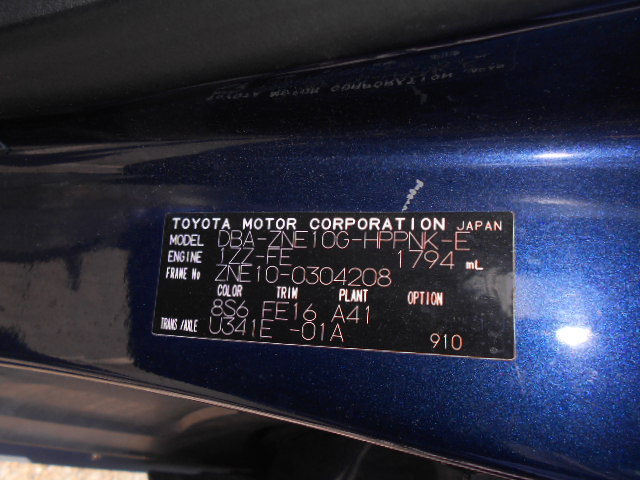 TOYOTA MOTOR CORPORATION JAPAN
MODEL DBA-ZNE10G-HPPNK-E
ENGINE 1ZZ-FE 1794 mL
FRAME No ZNE10-0304208
COLOR TRIM PLANT OPTION
8S6 FE16 A41
TRANS/AXLE U341E -01A
910